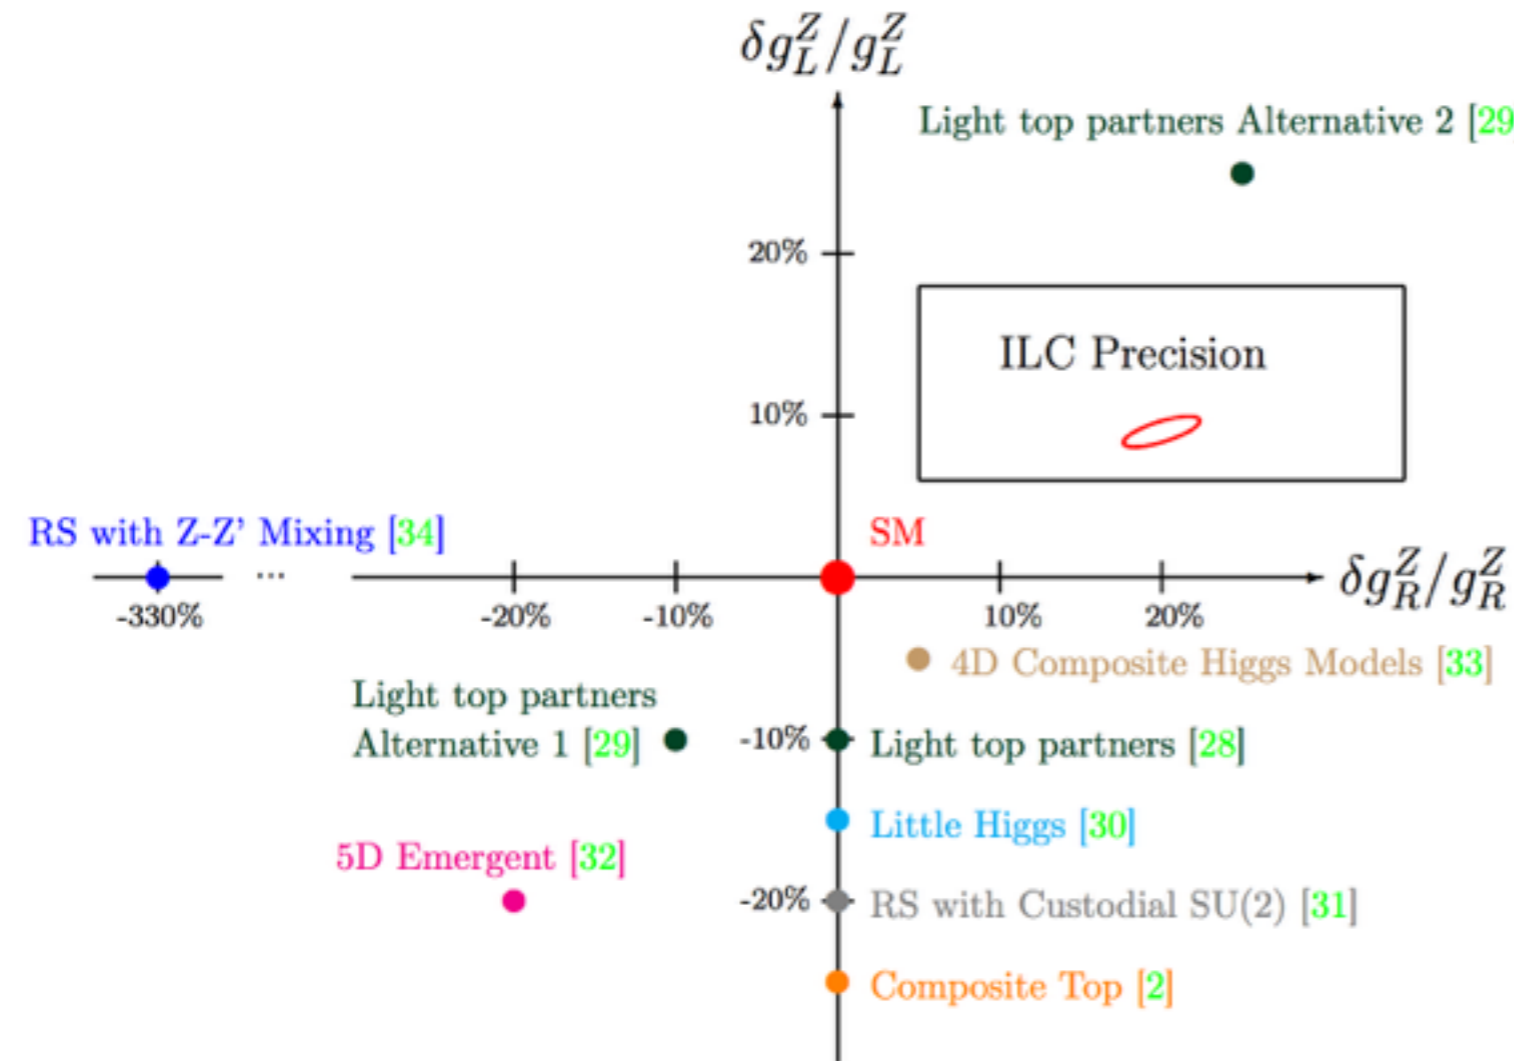 δg_L^Z/g_L^Z
Light top partners Alternative 2 [29
20%
ILC Precision
10%
RS with Z-Z' Mixing [34]
SM
...
δg_R^Z/g_R^Z
-330%
-20%
-10%
10%
20%
4D Composite Higgs Models [33]
Light top partners
Alternative 1 [29]
-10%
Light top partners [28]
Little Higgs [30]
5D Emergent [32]
-20%
RS with Custodial SU(2) [31]
Composite Top [2]